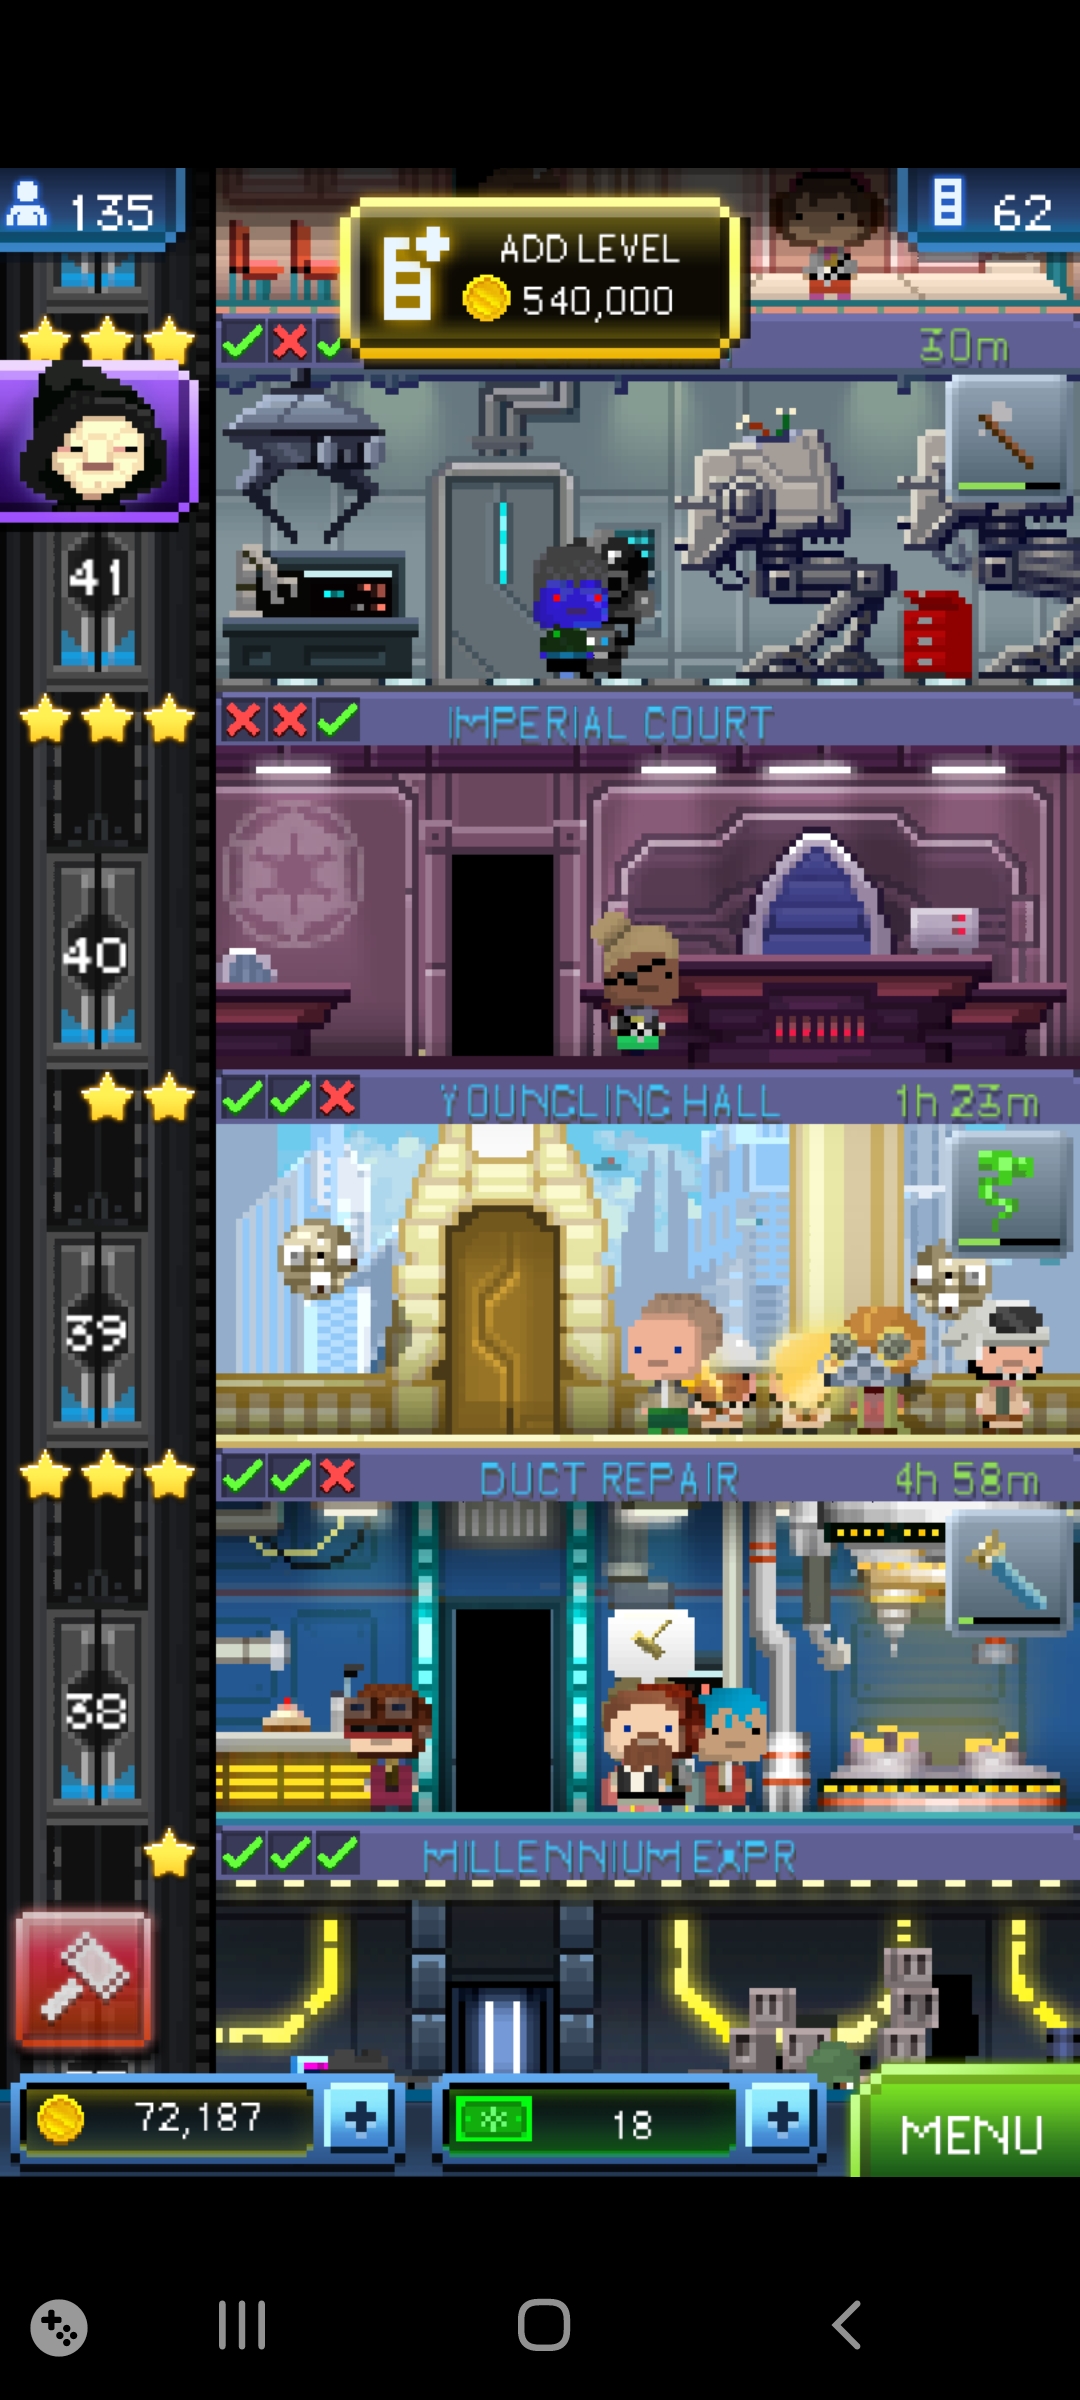 135
62
ADD LEVEL
540,000
30m
41
IMPERIAL COURT
40
YOUNGLING HALL 1h 23m
39
DUCT REPAIR 4h 58m
38
MILLENNIUM EXPR
72,187
18
MENU